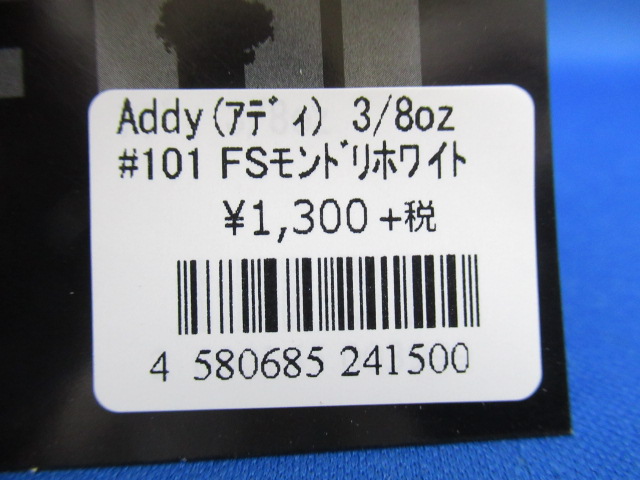 Addy(ｱﾃﾞｨ) 3/8oz
#101 FSﾓﾝﾄﾞﾘﾎﾜｲﾄ
¥1,300+税
4 580685 241500